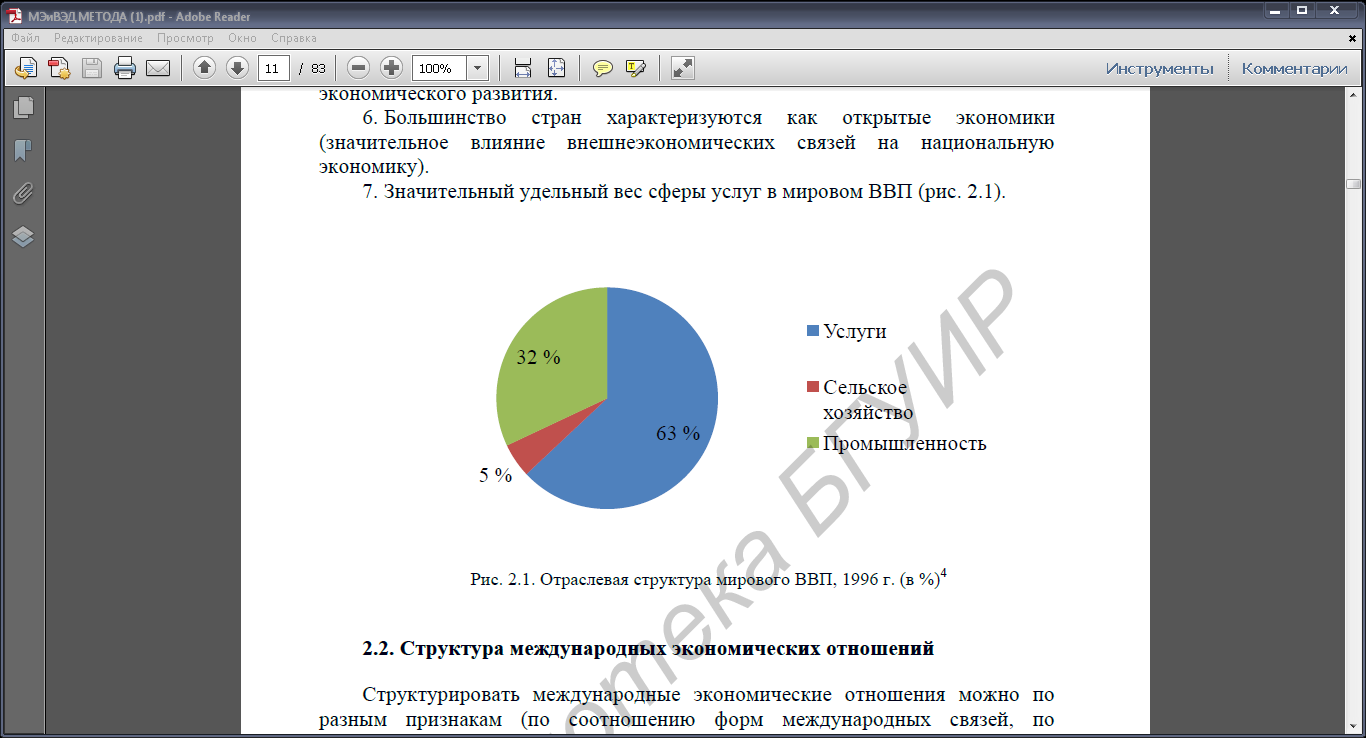 МЭиВЭД МЕТОДА (1).pdf - Adobe Reader
Файл Редактирование Просмотр Окно Справка
11 / 83 100% Инструменты Комментарии
экономического развития.
6. Большинство стран характеризуются как открытые экономики
(значительное влияние внешнеэкономических связей на национальную
экономику).
7. Значительный удельный вес сферы услуг в мировом ВВП (рис. 2.1).
32 %
63 %
5 %
Услуги
Сельское
хозяйство
Промышленность
отека БГУИР
Рис. 2.1. Отраслевая структура мирового ВВП, 1996 г. (в %)4
2.2. Структура международных экономических отношений
Структурировать международные экономические отношения можно по
разным признакам (по соотношению форм международных связей, по